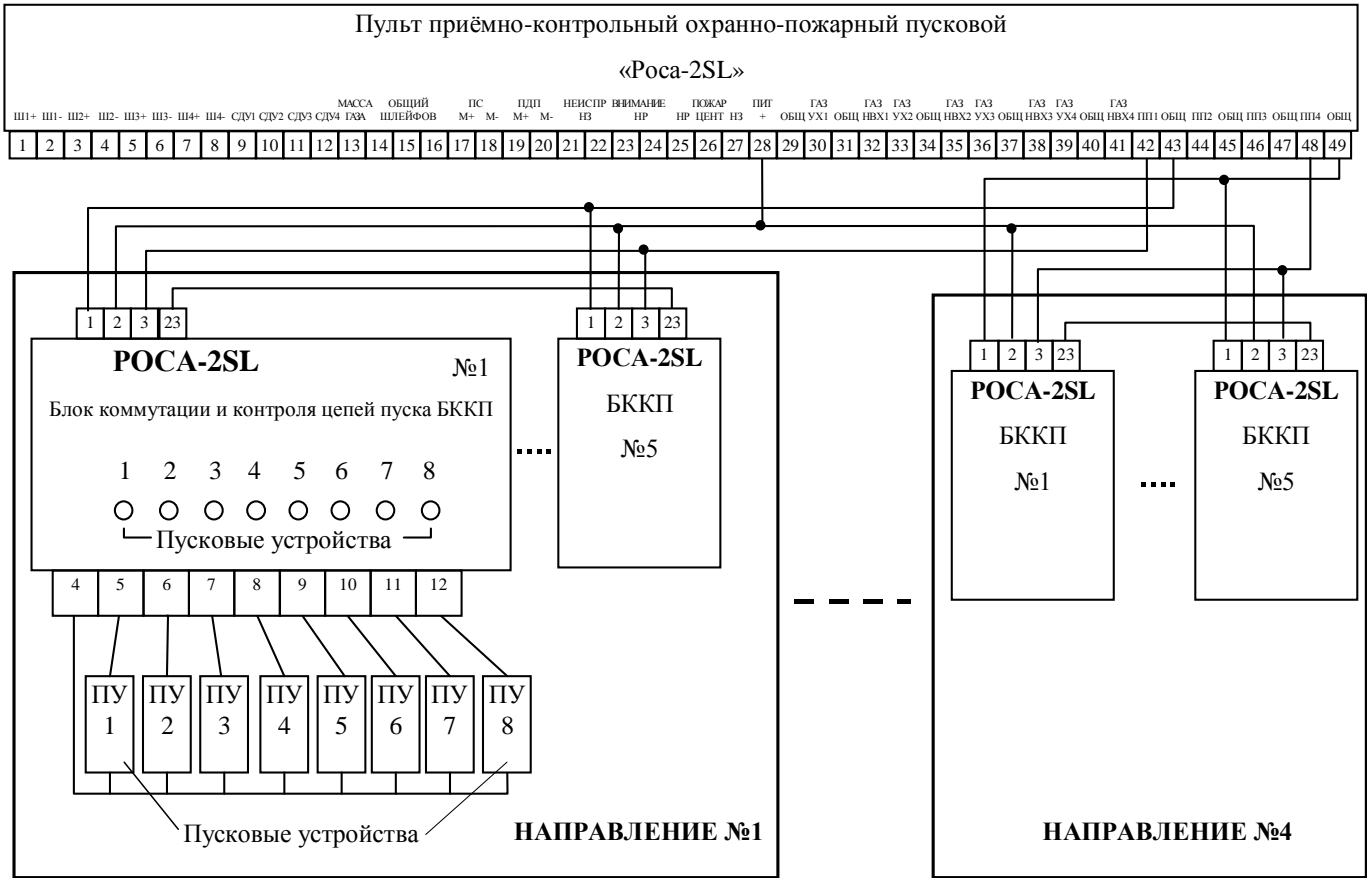 Пульт приёмно-контрольный охранно-пожарный пусковой
«Роса-2SL»
МАССА ОБЩИЙ ПС ПДП НЕИСПР ВНИМАНИЕ ПОЖАР ПИТ ГАЗ ГАЗ ГАЗ ГАЗ ГАЗ ГАЗ ГАЗ ГАЗ
Ш1+ Ш1- Ш2+ Ш2- Ш3+ Ш3- Ш4+ Ш4- СДУ1 СДУ2 СДУ3 СДУ4 ГАЗА ШЛЕЙФОВ М+ М- М+ М- НЗ НР НР ЦЕНТ НЗ + ОБЩ УХ1 ОБЩ НВХ1 УХ2 ОБЩ НВХ2 УХ3 ОБЩ НВХ3 УХ4 ОБЩ НВХ4 ПП1 ОБЩ ПП2 ОБЩ ПП3 ОБЩ ПП4 ОБЩ
1 2 3 4 5 6 7 8 9 10 11 12 13 14 15 16 17 18 19 20 21 22 23 24 25 26 27 28 29 30 31 32 33 34 35 36 37 38 39 40 41 42 43 44 45 46 47 48 49
1 2 3 23
РОСА-2SL №1
Блок коммутации и контроля цепей пуска БККП
1 2 3 4 5 6 7 8
Пусковые устройства
4 5 6 7 8 9 10 11 12
ПУ ПУ ПУ ПУ ПУ ПУ ПУ ПУ
1 2 3 4 5 6 7 8
Пусковые устройства
1 2 3 23
РОСА-2SL
БККП
№5
НАПРАВЛЕНИЕ №1
1 2 3 23
РОСА-2SL
БККП
№1
1 2 3 23
РОСА-2SL
БККП
№5
НАПРАВЛЕНИЕ №4